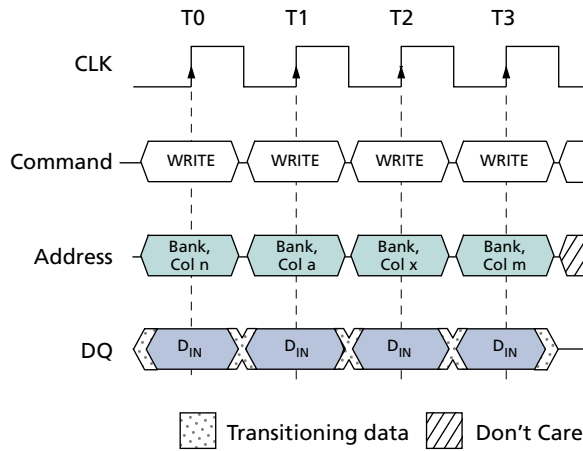 T0 T1 T2 T3
CLK
Command WRITE WRITE WRITE WRITE
Address Bank, Col n Bank, Col a Bank, Col x Bank, Col m
DQ DIN DIN DIN DIN
Transitioning data Don't Care